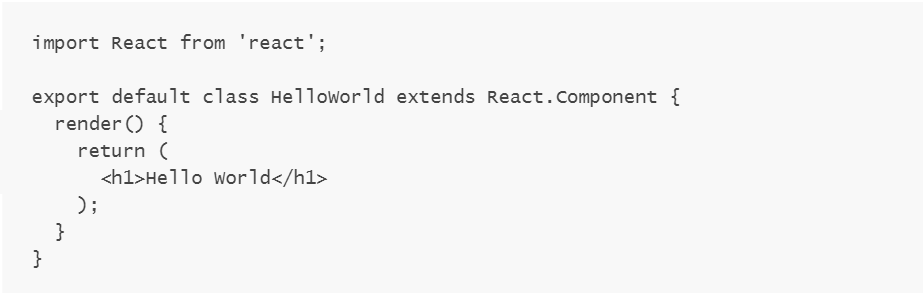 import React from 'react';

export default class HelloWorld extends React.Component {
  render() {
    return (
      <h1>Hello World</h1>
    );
  }
}